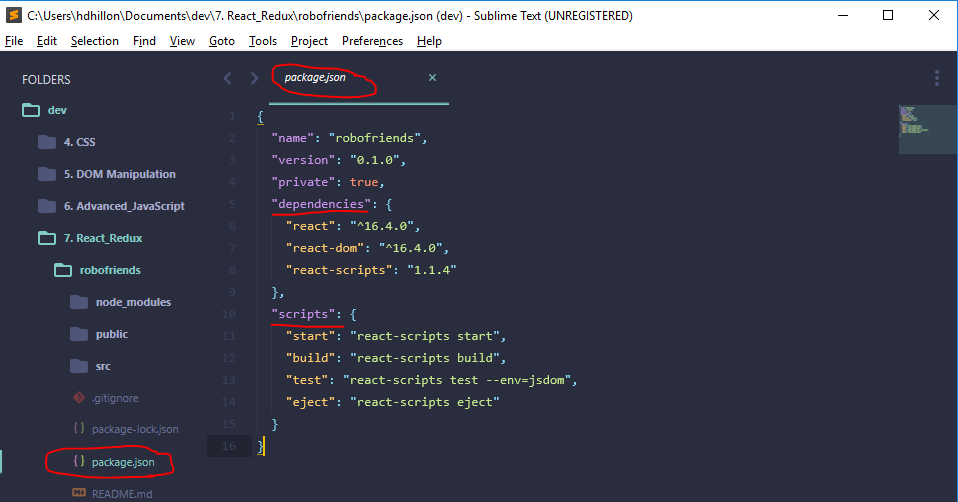 C:\Users\hdhillon\Documents\dev\7. React_Redux\robofriends\package.json (dev) - Sublime Text (UNREGISTERED)
File Edit Selection Find View Goto Tools Project Preferences Help
FOLDERS
dev
4. CSS
5. DOM Manipulation
6. Advanced_JavaScript
7. React_Redux
robofriends
node_modules
public
src
.gitignore
package-lock.json
package.json
README.md
package.json
1 {
2 "name": "robofriends",
3 "version": "0.1.0",
4 "private": true,
5 "dependencies": {
6 "react": "^16.4.0",
7 "react-dom": "^16.4.0",
8 "react-scripts": "1.1.4"
9 },
10 "scripts": {
11 "start": "react-scripts start",
12 "build": "react-scripts build",
13 "test": "react-scripts test --env=jsdom",
14 "eject": "react-scripts eject"
15 }
16 }